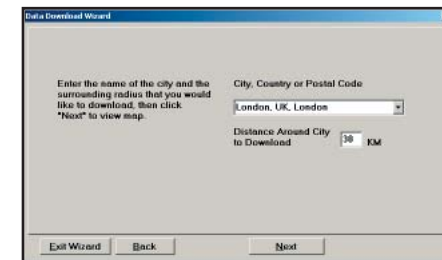 Data Download Wizard
Enter the name of the city and the
surrounding radius that you would
like to download, then click
"Next" to view map.
City, Country or Postal Code
London, UK, London
Distance Around City
to Download
30
KM
Exit Wizard
Back
Next